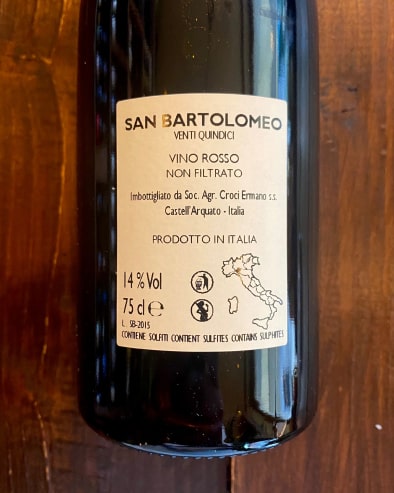 SAN BARTOLOMEO
VENTI QUINDICI
VINO ROSSO
NON FILTRATO
Imbottigliato da Soc. Agr. Croci Ermano s.s.
Castell'Arquato - Italia
PRODOTTO IN ITALIA
14 % Vol
75 cl e
L. SB-2015
CONTIENE SOLFITI CONTIENT SULFITES CONTAINS SULPHITES